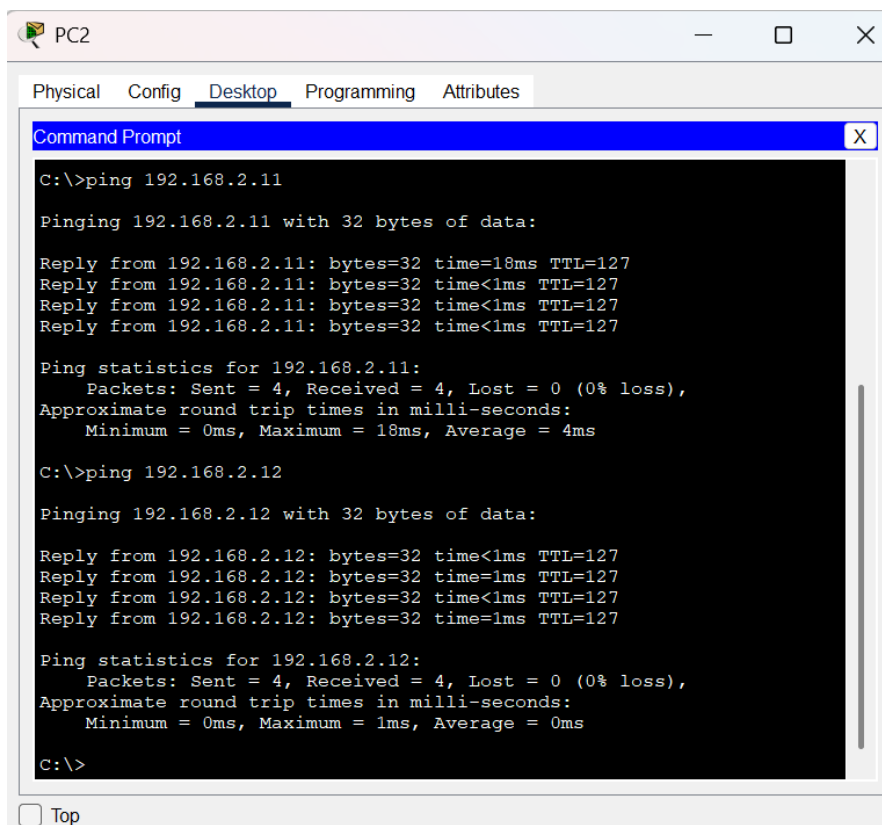 PC2
Physical Config Desktop Programming Attributes
Command Prompt X
C:\>ping 192.168.2.11
Pinging 192.168.2.11 with 32 bytes of data:
Reply from 192.168.2.11: bytes=32 time=18ms TTL=127
Reply from 192.168.2.11: bytes=32 time<1ms TTL=127
Reply from 192.168.2.11: bytes=32 time<1ms TTL=127
Reply from 192.168.2.11: bytes=32 time<1ms TTL=127
Ping statistics for 192.168.2.11:
Packets: Sent = 4, Received = 4, Lost = 0 (0% loss),
Approximate round trip times in milli-seconds:
Minimum = 0ms, Maximum = 18ms, Average = 4ms
C:\>ping 192.168.2.12
Pinging 192.168.2.12 with 32 bytes of data:
Reply from 192.168.2.12: bytes=32 time<1ms TTL=127
Reply from 192.168.2.12: bytes=32 time<1ms TTL=127
Reply from 192.168.2.12: bytes=32 time<1ms TTL=127
Reply from 192.168.2.12: bytes=32 time=1ms TTL=127
Ping statistics for 192.168.2.12:
Packets: Sent = 4, Received = 4, Lost = 0 (0% loss),
Approximate round trip times in milli-seconds:
Minimum = 0ms, Maximum = 1ms, Average = 0ms
C:\>
Top